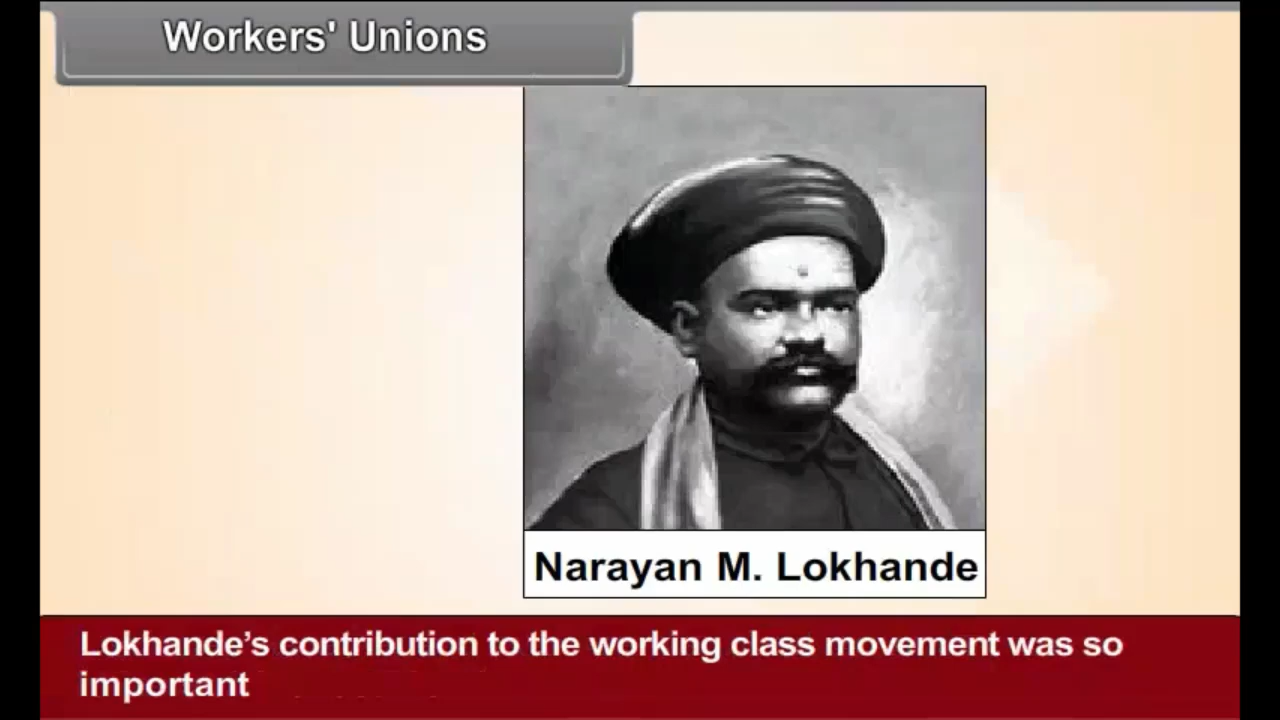 Workers' Unions
Narayan M. Lokhande
Lokhande’s contribution to the working class movement was so
important